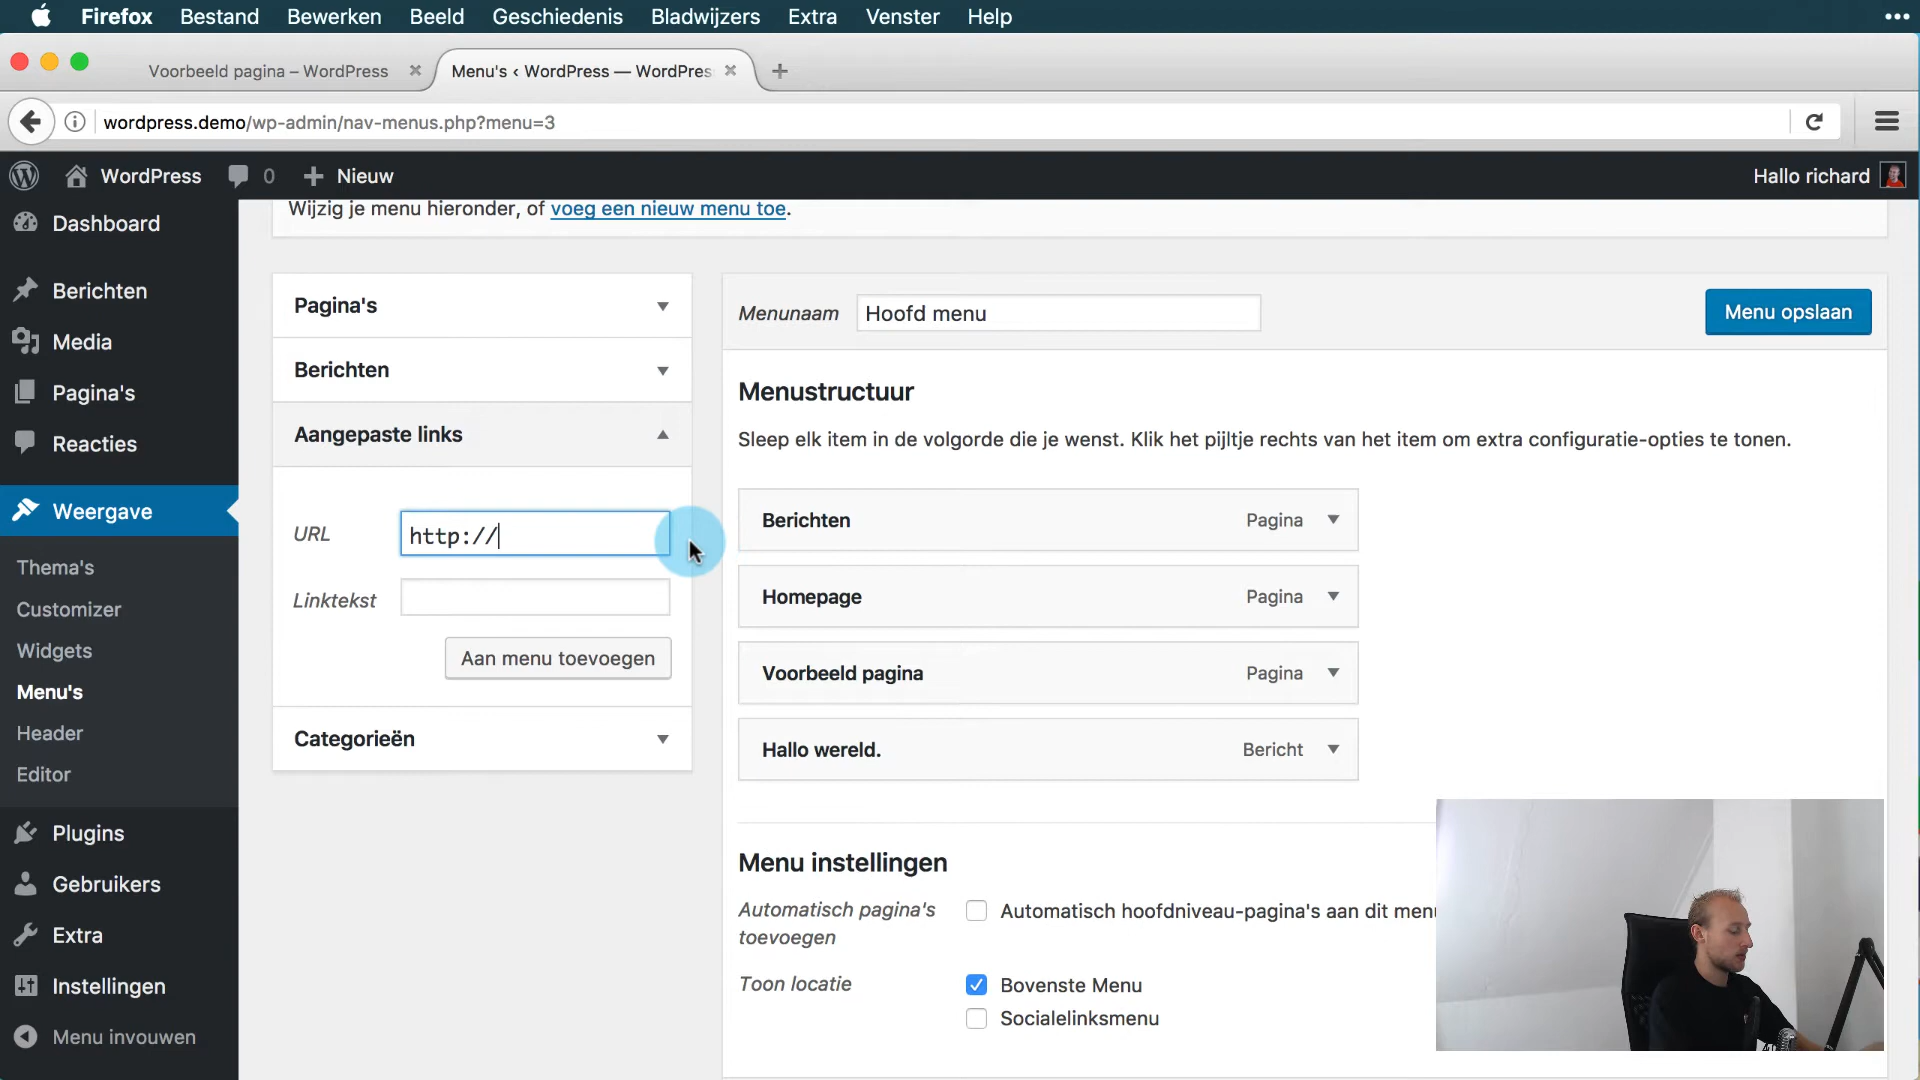 Firefox Bestand Bewerken Beeld Geschiedenis Bladwijzers Extra Venster Help
Voorbeeld pagina – WordPress
Menu's ‹ WordPress — WordPres
wordpress.demo/wp-admin/nav-menus.php?menu=3
WordPress 0 Nieuw
Hallo richard
Dashboard
Berichten
Media
Pagina's
Reacties
Weergave
Thema's
Customizer
Widgets
Menu's
Header
Editor
Plugins
Gebruikers
Extra
Instellingen
Menu invouwen
Wijzig je menu hieronder, of voeg een nieuw menu toe.
Pagina's
Berichten
Aangepaste links
URL http://
Linktekst
Aan menu toevoegen
Categorieën
Menunaam Hoofd menu
Menu opslaan
Menustructuur
Sleep elk item in de volgorde die je wenst. Klik het pijltje rechts van het item om extra configuratie-opties te tonen.
Berichten Pagina
Homepage Pagina
Voorbeeld pagina Pagina
Hallo wereld. Bericht
Menu instellingen
Automatisch pagina's
toevoegen
Automatisch hoofdniveau-pagina's aan dit menu
Toon locatie
Bovenste Menu
Socialelinksmenu